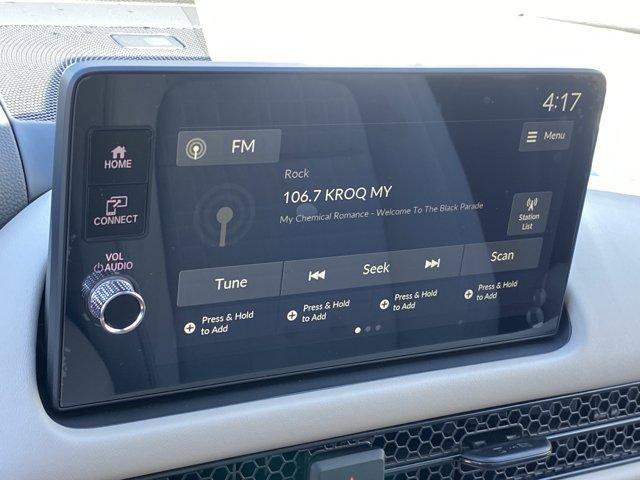 4:17
HOME
FM
Menu
Rock
106.7 KROQ MY
My Chemical Romance - Welcome To The Black Parade
CONNECT
Station
List
VOL
AUDIO
Tune
Seek
Scan
Press & Hold
to Add
Press & Hold
to Add
Press & Hold
to Add
Press & Hold
to Add